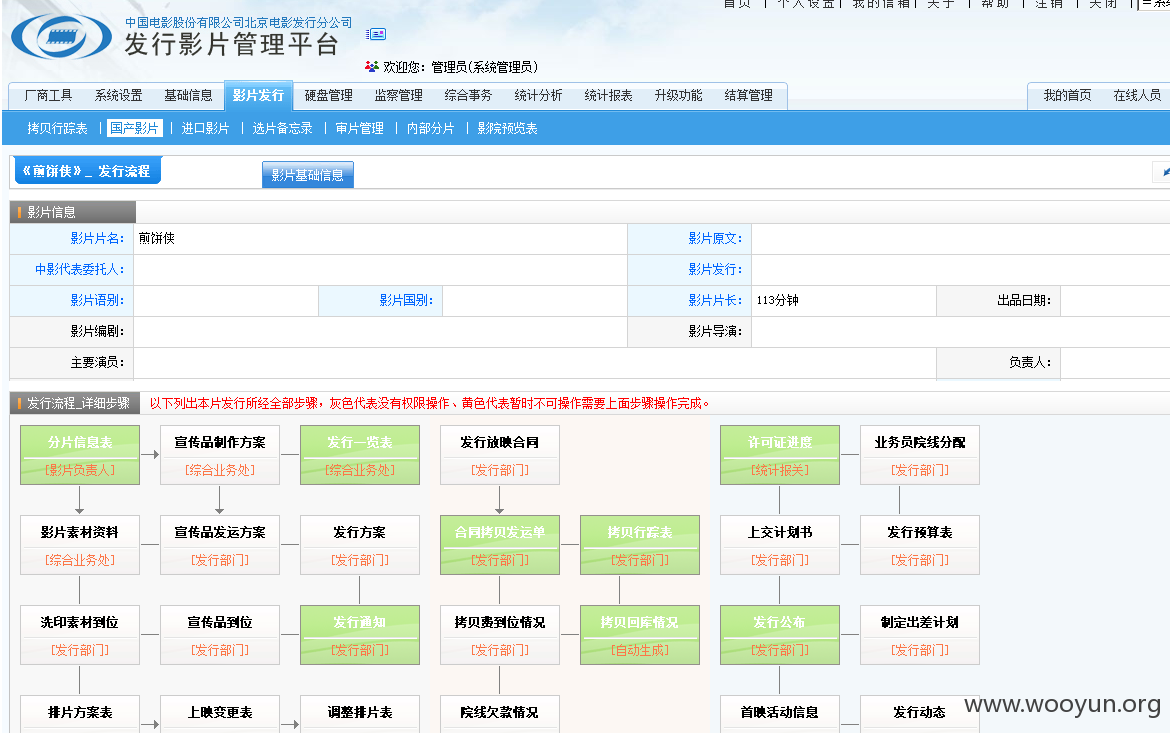 首页 | 个人设置 | 我的信箱 | 关于 | 帮助 | 注销 | 关闭
中国电影股份有限公司北京电影发行分公司
发行影片管理平台
欢迎您：管理员(系统管理员)
厂商工具 系统设置 基础信息 影片发行 硬盘管理 监察管理 综合事务 统计分析 统计报表 升级功能 结算管理 我的首页 在线人员
拷贝行踪表 | 国产影片 | 进口影片 | 选片备忘录 | 审片管理 | 内部分片 | 影院预览表
《煎饼侠》_ 发行流程 影片基础信息
影片信息
影片片名： 煎饼侠 影片原文：
中影代表委托人： 影片发行：
影片语别： 影片国别： 影片片长： 113分钟 出品日期：
影片编剧： 影片导演：
主要演员： 负责人：
发行流程_详细步骤 以下列出本片发行所经全部步骤，灰色代表没有权限操作、黄色代表暂时不可操作需要上面步骤操作完成。
分片信息表 宣传品制作方案 发行一览表 发行放映合同 许可证进度 业务员院线分配
[影片负责人] [综合业务处] [综合业务处] [发行部门] [统计报关] [发行部门]
影片素材资料 宣传品发运方案 发行方案 合同拷贝发运单 拷贝行踪表 上交计划书 发行预算表
[综合业务处] [发行部门] [发行部门] [发行部门] [发行部门] [发行部门] [发行部门]
洗印素材到位 宣传品到位 发行通知 拷贝费到位情况 拷贝回库情况 发行公布 制定出差计划
[发行部门] [发行部门] [发行部门] [发行部门] [自动生成] [发行部门] [发行部门]
排片方案表 上映变更表 调整排片表 院线欠款情况 首映活动信息 发行动态
www.wooyun.org